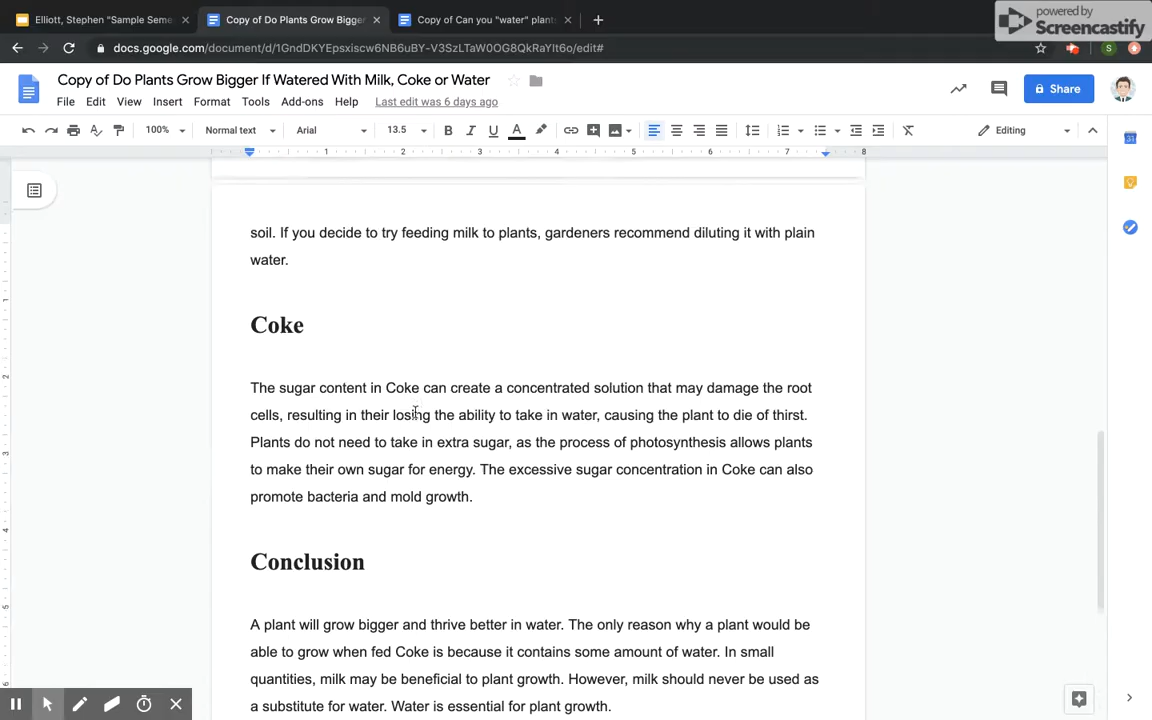 powered by
Screencastify
Elliott, Stephen "Sample Seme
Copy of Do Plants Grow Bigger
Copy of Can you "water" plant
docs.google.com/document/d/1GndDKYEpsxiscw6NB6uBY-V3SzLTaW0OG8QkRaYIt6o/edit#
S
Copy of Do Plants Grow Bigger If Watered With Milk, Coke or Water
File Edit View Insert Format Tools Add-ons Help Last edit was 6 days ago
Share
100% Normal text Arial 13.5 B I U A Editing
1 2 3 4 5 6 7 8
31
soil. If you decide to try feeding milk to plants, gardeners recommend diluting it with plain
water.
Coke
The sugar content in Coke can create a concentrated solution that may damage the root
cells, resulting in their losing the ability to take in water, causing the plant to die of thirst.
Plants do not need to take in extra sugar, as the process of photosynthesis allows plants
to make their own sugar for energy. The excessive sugar concentration in Coke can also
promote bacteria and mold growth.
Conclusion
A plant will grow bigger and thrive better in water. The only reason why a plant would be
able to grow when fed Coke is because it contains some amount of water. In small
quantities, milk may be beneficial to plant growth. However, milk should never be used as
a substitute for water. Water is essential for plant growth.